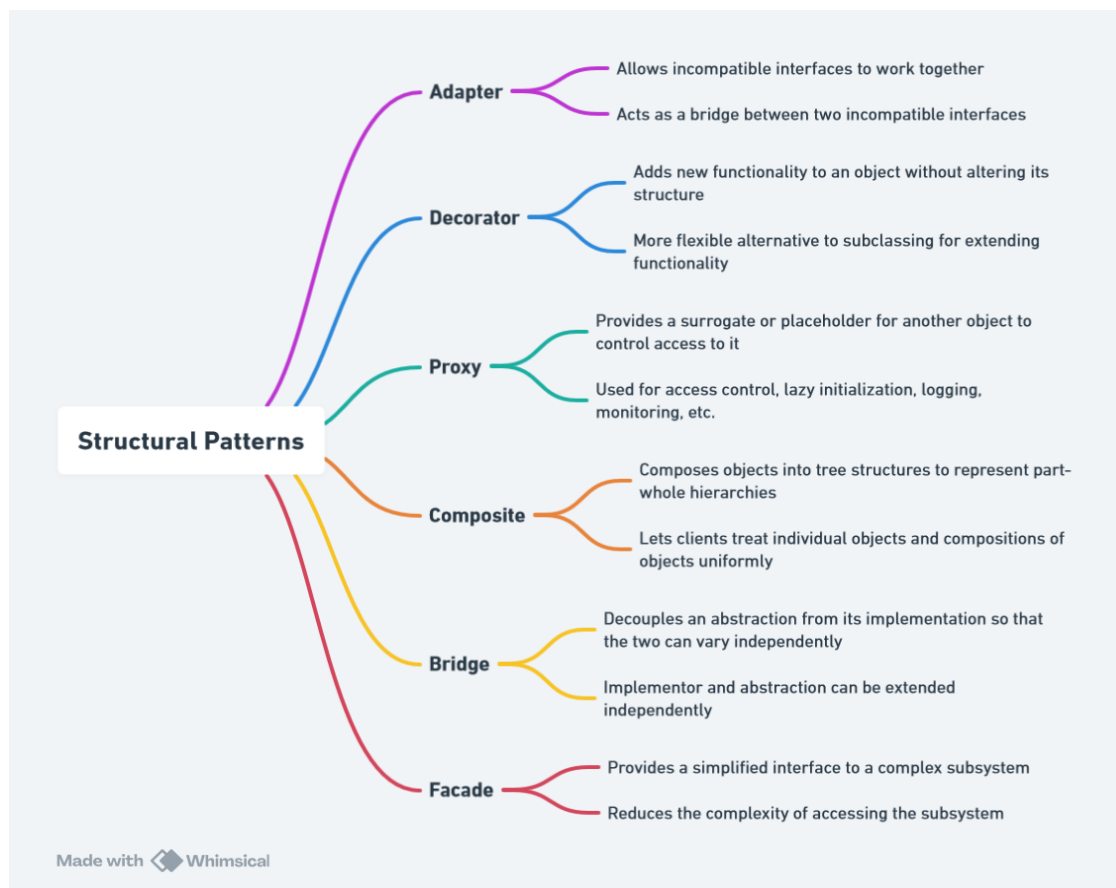 Structural Patterns
Adapter
Allows incompatible interfaces to work together
Acts as a bridge between two incompatible interfaces
Decorator
Adds new functionality to an object without altering its
structure
More flexible alternative to subclassing for extending
functionality
Proxy
Provides a surrogate or placeholder for another object to
control access to it
Used for access control, lazy initialization, logging,
monitoring, etc.
Composite
Composes objects into tree structures to represent part-
whole hierarchies
Lets clients treat individual objects and compositions of
objects uniformly
Bridge
Decouples an abstraction from its implementation so that
the two can vary independently
Implementor and abstraction can be extended
independently
Facade
Provides a simplified interface to a complex subsystem
Reduces the complexity of accessing the subsystem
Made with Whimsical